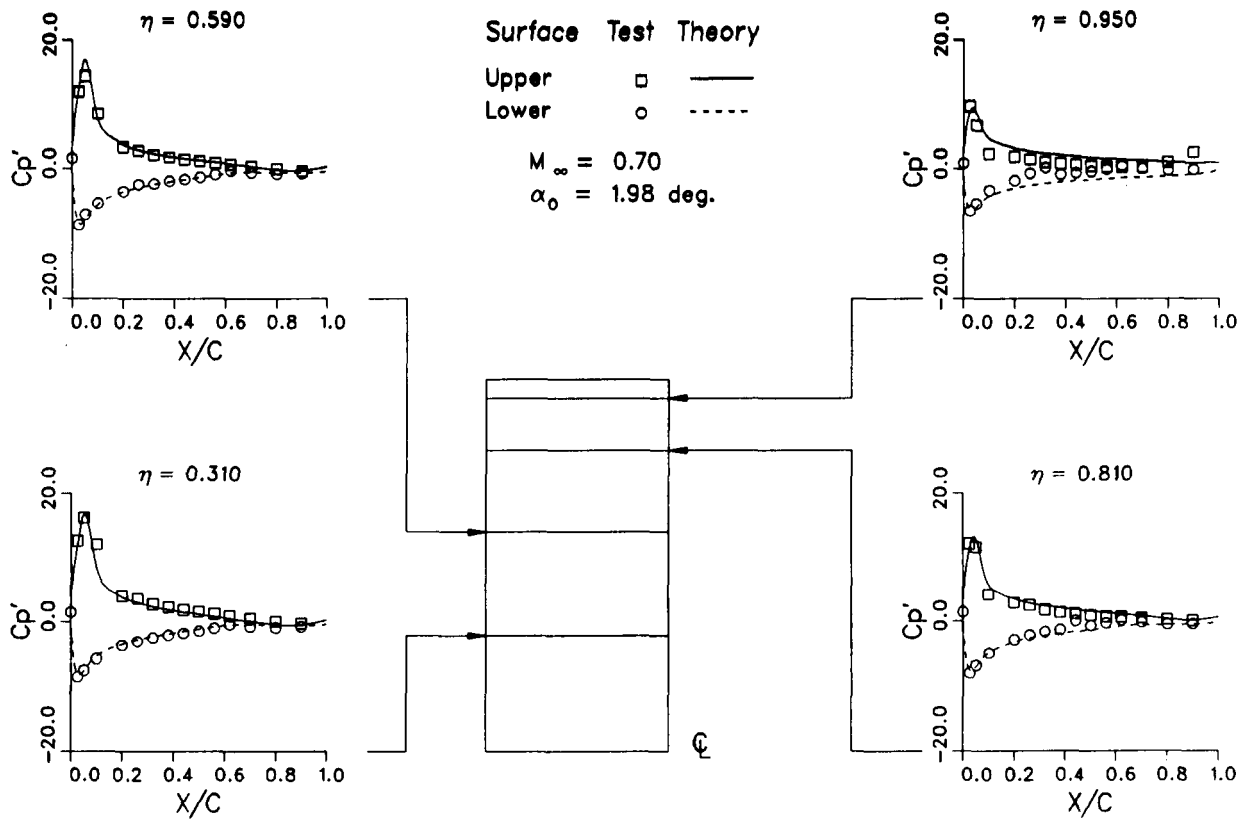 η = 0.590
20.0
0.0
-20.0
Cp'
0.0 0.2 0.4 0.6 0.8 1.0
X/C
Surface Test Theory
Upper
Lower
M∞ = 0.70
α₀ = 1.98 deg.
η = 0.950
20.0
0.0
-20.0
Cp'
0.0 0.2 0.4 0.6 0.8 1.0
X/C
η = 0.310
20.0
0.0
-20.0
Cp'
0.0 0.2 0.4 0.6 0.8 1.0
X/C
℄
η = 0.810
20.0
0.0
-20.0
Cp'
0.0 0.2 0.4 0.6 0.8 1.0
X/C